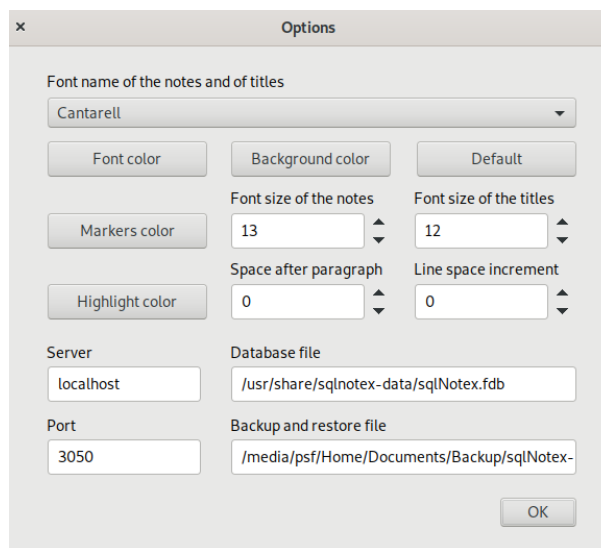 Options
Font name of the notes and of titles
Cantarell
Font color Background color Default
Font size of the notes Font size of the titles
Markers color 13 12
Space after paragraph Line space increment
Highlight color 0 0
Server Database file
localhost /usr/share/sqlnotex-data/sqlNotex.fdb
Port Backup and restore file
3050 /media/psf/Home/Documents/Backup/sqlNotex-
OK